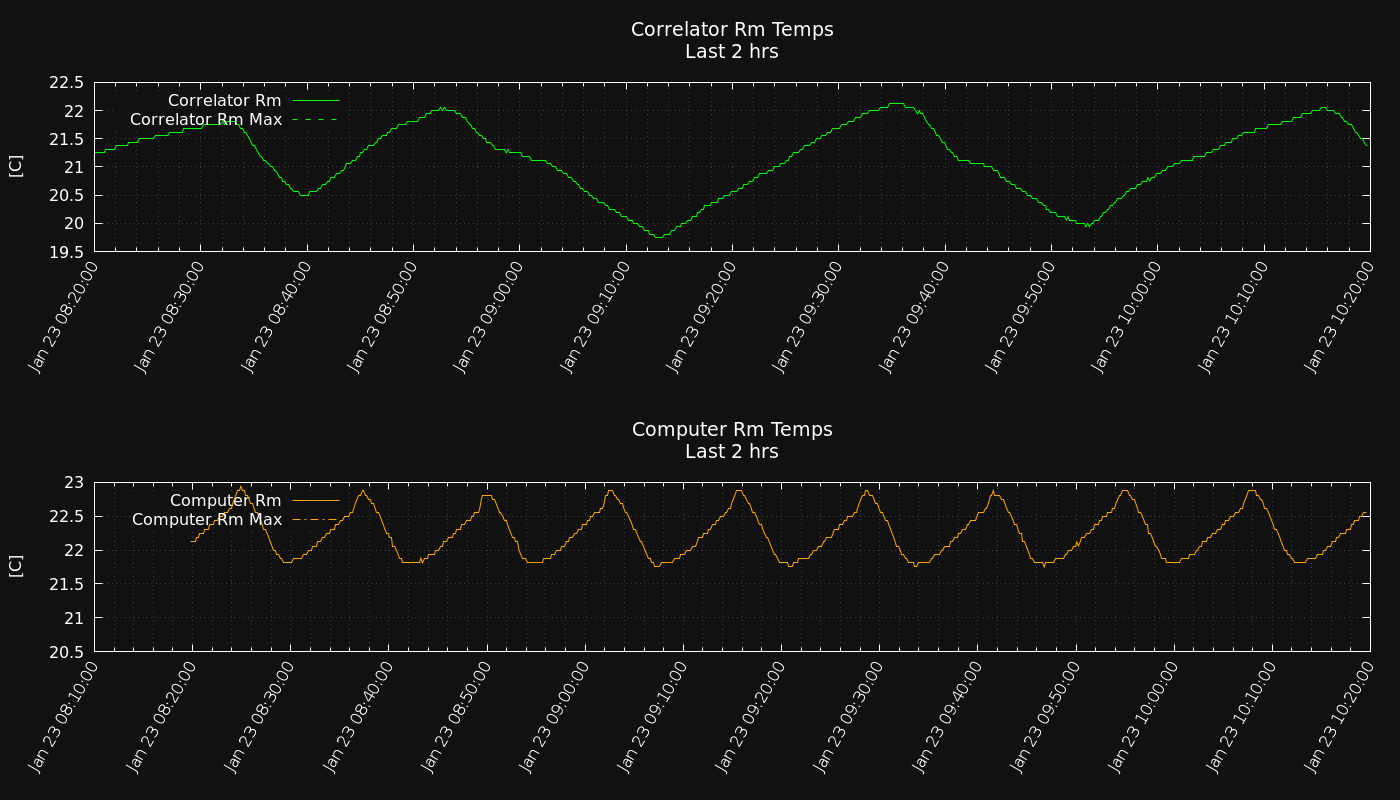 Correlator Rm Temps
Last 2 hrs
22.5
22
21.5
21
20.5
20
19.5
[C]
Correlator Rm
Correlator Rm Max
Jan 23 08:20:00
Jan 23 08:30:00
Jan 23 08:40:00
Jan 23 08:50:00
Jan 23 09:00:00
Jan 23 09:10:00
Jan 23 09:20:00
Jan 23 09:30:00
Jan 23 09:40:00
Jan 23 09:50:00
Jan 23 10:00:00
Jan 23 10:10:00
Jan 23 10:20:00
Computer Rm Temps
Last 2 hrs
23
22.5
22
21.5
21
20.5
[C]
Computer Rm
Computer Rm Max
Jan 23 08:10:00
Jan 23 08:20:00
Jan 23 08:30:00
Jan 23 08:40:00
Jan 23 08:50:00
Jan 23 09:00:00
Jan 23 09:10:00
Jan 23 09:20:00
Jan 23 09:30:00
Jan 23 09:40:00
Jan 23 09:50:00
Jan 23 10:00:00
Jan 23 10:10:00
Jan 23 10:20:00